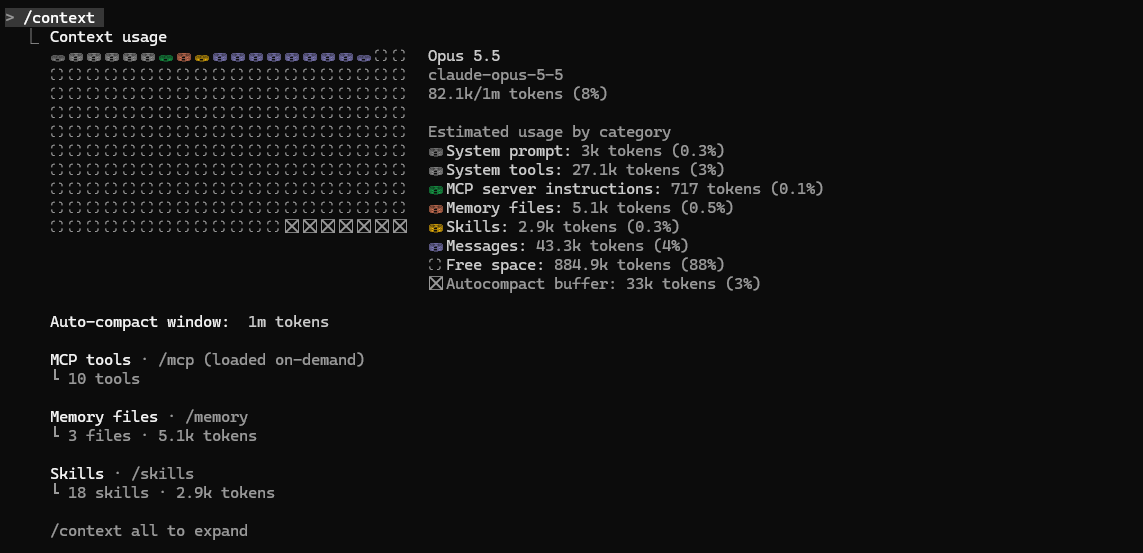 > /context
Context usage
Opus 5.5
claude-opus-5-5
82.1k/1m tokens (8%)
Estimated usage by category
System prompt: 3k tokens (0.3%)
System tools: 27.1k tokens (3%)
MCP server instructions: 717 tokens (0.1%)
Memory files: 5.1k tokens (0.5%)
Skills: 2.9k tokens (0.3%)
Messages: 43.3k tokens (4%)
Free space: 884.9k tokens (88%)
Autocompact buffer: 33k tokens (3%)
Auto-compact window: 1m tokens
MCP tools · /mcp (loaded on-demand)
└ 10 tools
Memory files · /memory
└ 3 files · 5.1k tokens
Skills · /skills
└ 18 skills · 2.9k tokens
/context all to expand